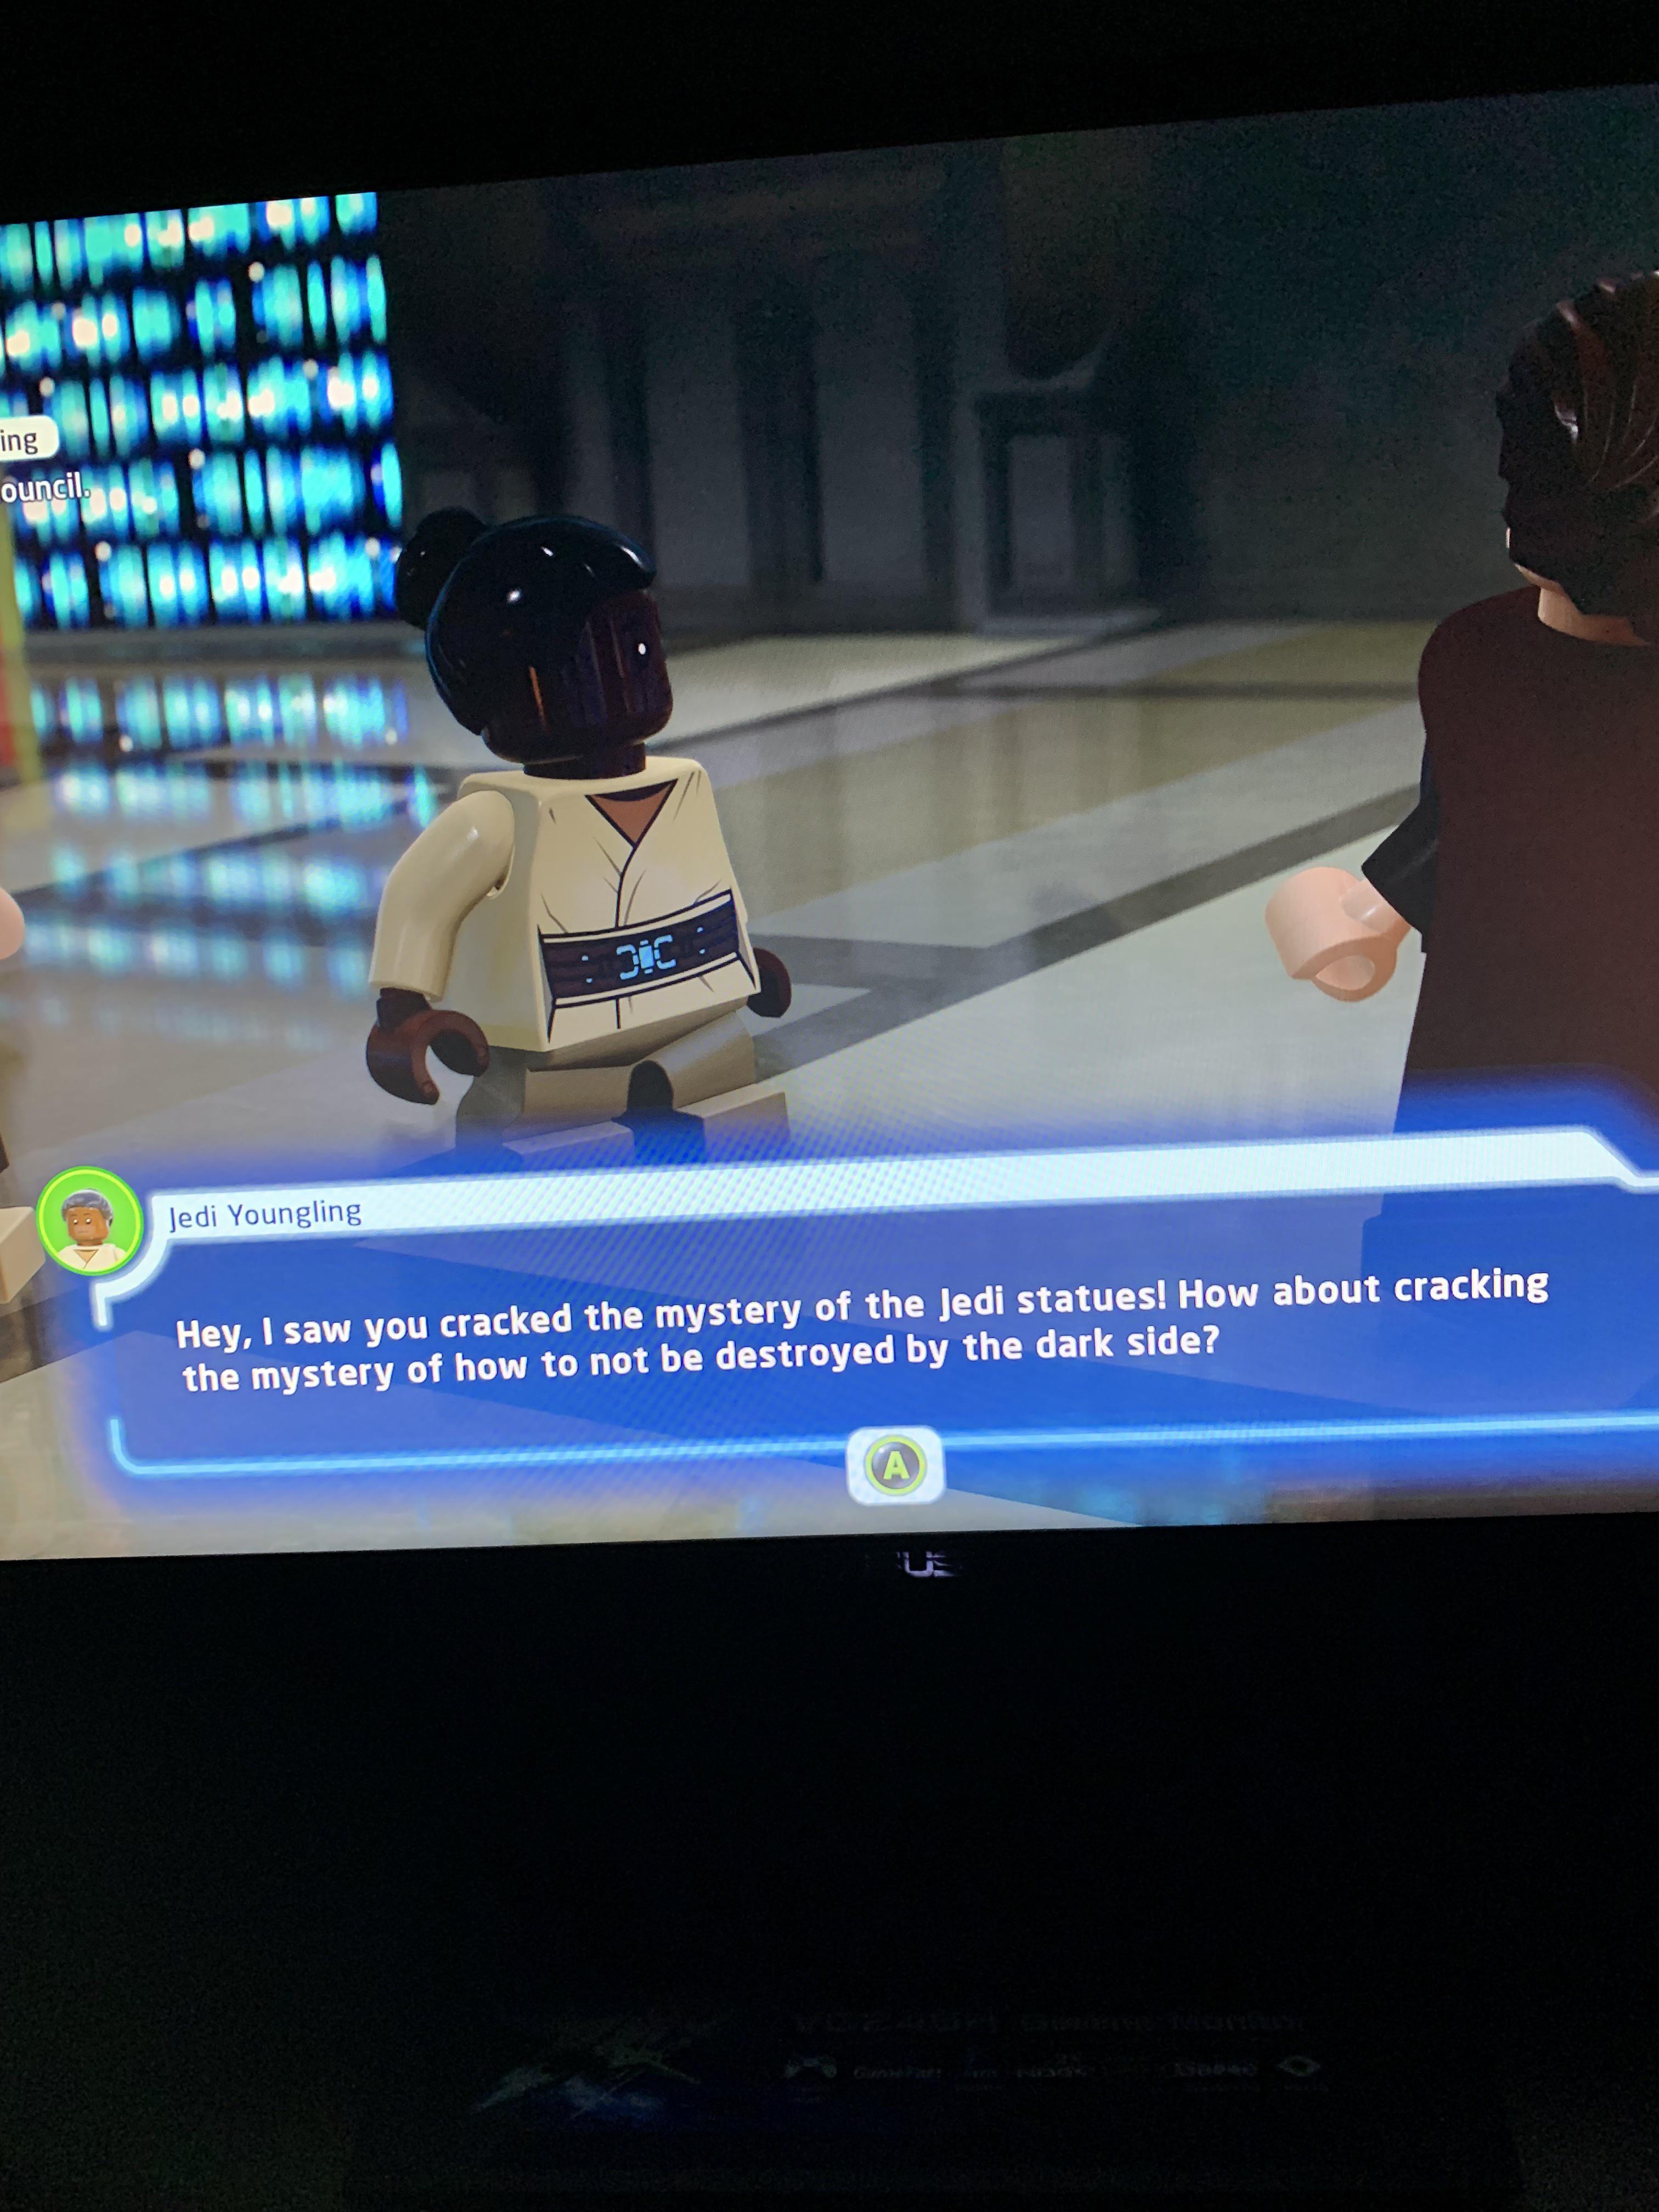 ing
ouncil.
Jedi Youngling
Hey, I saw you cracked the mystery of the Jedi statues! How about cracking
the mystery of how to not be destroyed by the dark side?
A
US